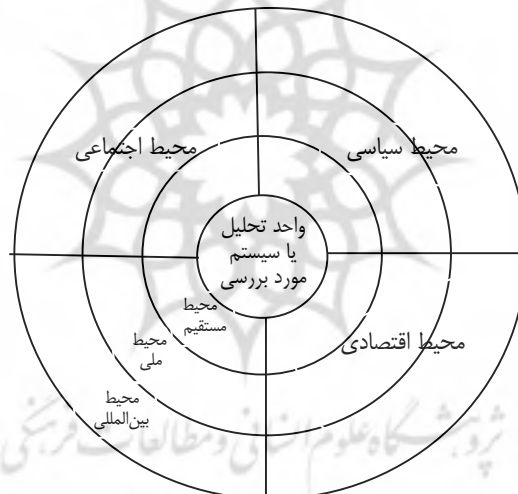 محیط اجتماعی
محیط سیاسی
واحد تحلیل
یا سیستم
مورد بررسی
محیط
مستقیم
محیط
ملی
محیط
بین‌المللی
محیط اقتصادی
پژوهشگاه علوم انسانی و مطالعات فرهنگی